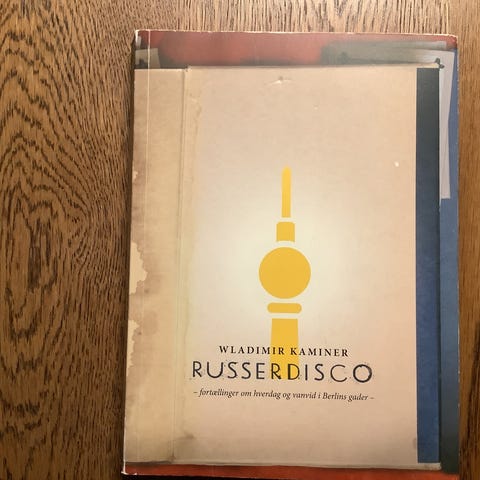 WLADIMIR KAMINER
RUSSERDISCO
– fortællinger om hverdag og vanvid i Berlins gader –